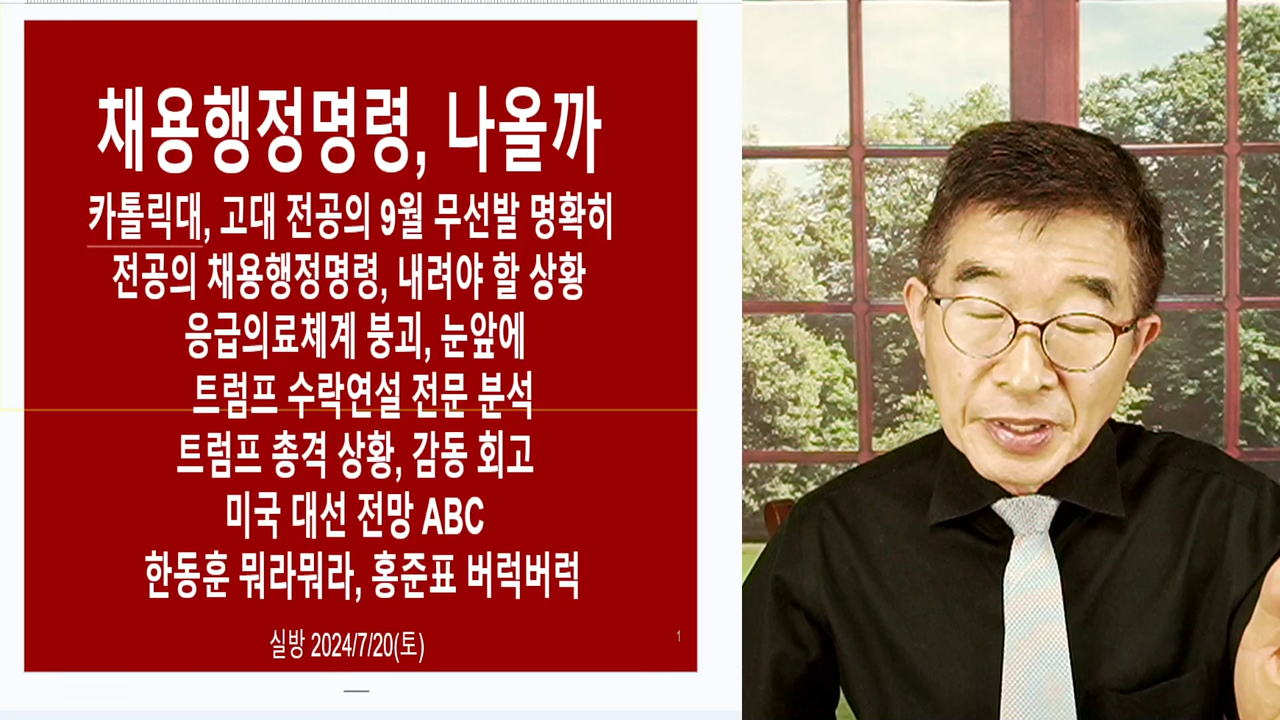 채용행정명령, 나올까
카톨릭대, 고대 전공의 9월 무선발 명확히
전공의 채용행정명령, 내려야 할 상황
응급의료체계 붕괴, 눈앞에
트럼프 수락연설 전문 분석
트럼프 총격 상황, 감동 회고
미국 대선 전망 ABC
한동훈 뭐라뭐라, 홍준표 버럭버럭
실방 2024/7/20(토)
1